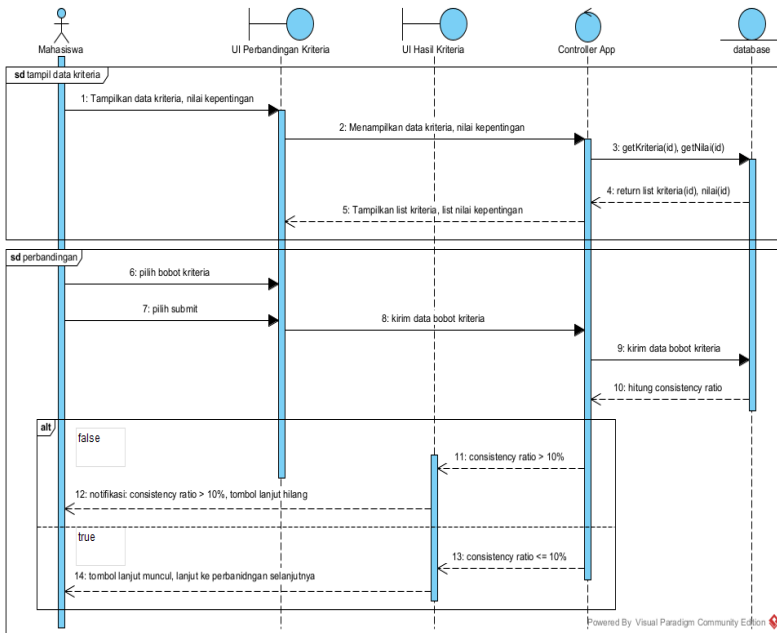 Mahasiswa
UI Perbandingan Kriteria
UI Hasil Kriteria
Controller App
database
sd tampil data kriteria
1: Tampilkan data kriteria, nilai kepentingan
2: Menampilkan data kriteria, nilai kepentingan
3: getKriteria(id), getNilai(id)
4: return list kriteria(id), nilai(id)
5: Tampilkan list kriteria, list nilai kepentingan
sd perbandingan
6: pilih bobot kriteria
7: pilih submit
8: kirim data bobot kriteria
9: kirim data bobot kriteria
10: hitung consistency ratio
alt
false
11: consistency ratio > 10%
12: notifikasi: consistency ratio > 10%, tombol lanjut hilang
true
13: consistency ratio <= 10%
14: tombol lanjut muncul, lanjut ke perbanidngan selanjutnya
Powered By Visual Paradigm Community Edition